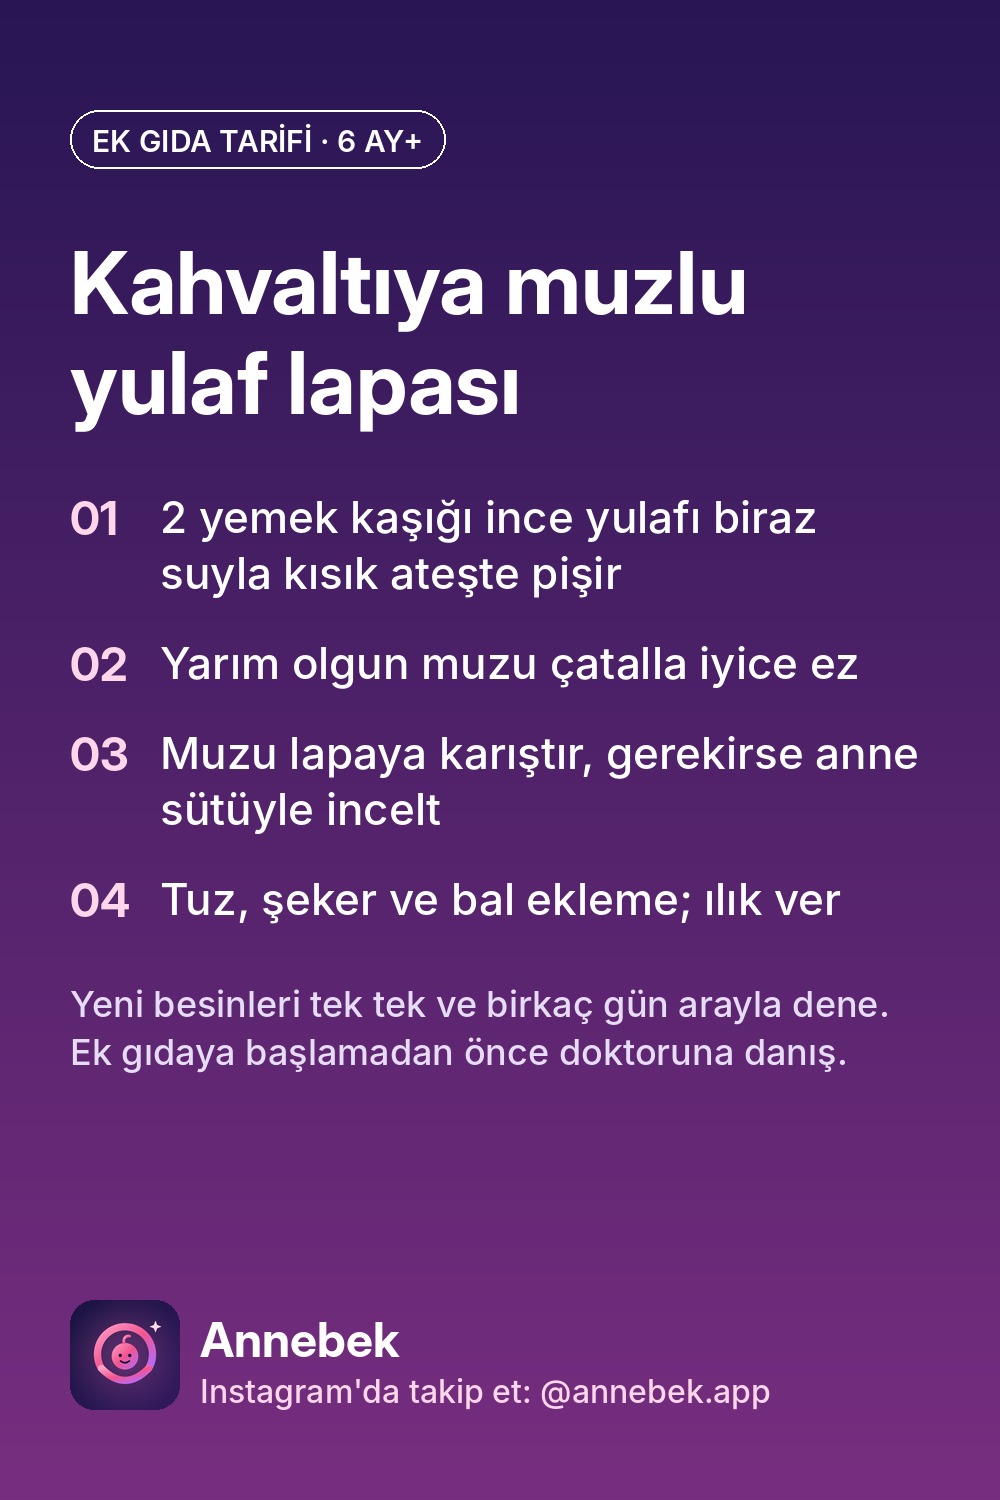 EK GIDA TARİFİ · 6 AY+
Kahvaltıya muzlu
yulaf lapası
01 2 yemek kaşığı ince yulafı biraz
suyla kısık ateşte pişir
02 Yarım olgun muzu çatalla iyice ez
03 Muzu lapaya karıştır, gerekirse anne
sütüyle incelt
04 Tuz, şeker ve bal ekleme; ılık ver
Yeni besinleri tek tek ve birkaç gün arayla dene.
Ek gıdaya başlamadan önce doktoruna danış.
Annebek
Instagram'da takip et: @annebek.app